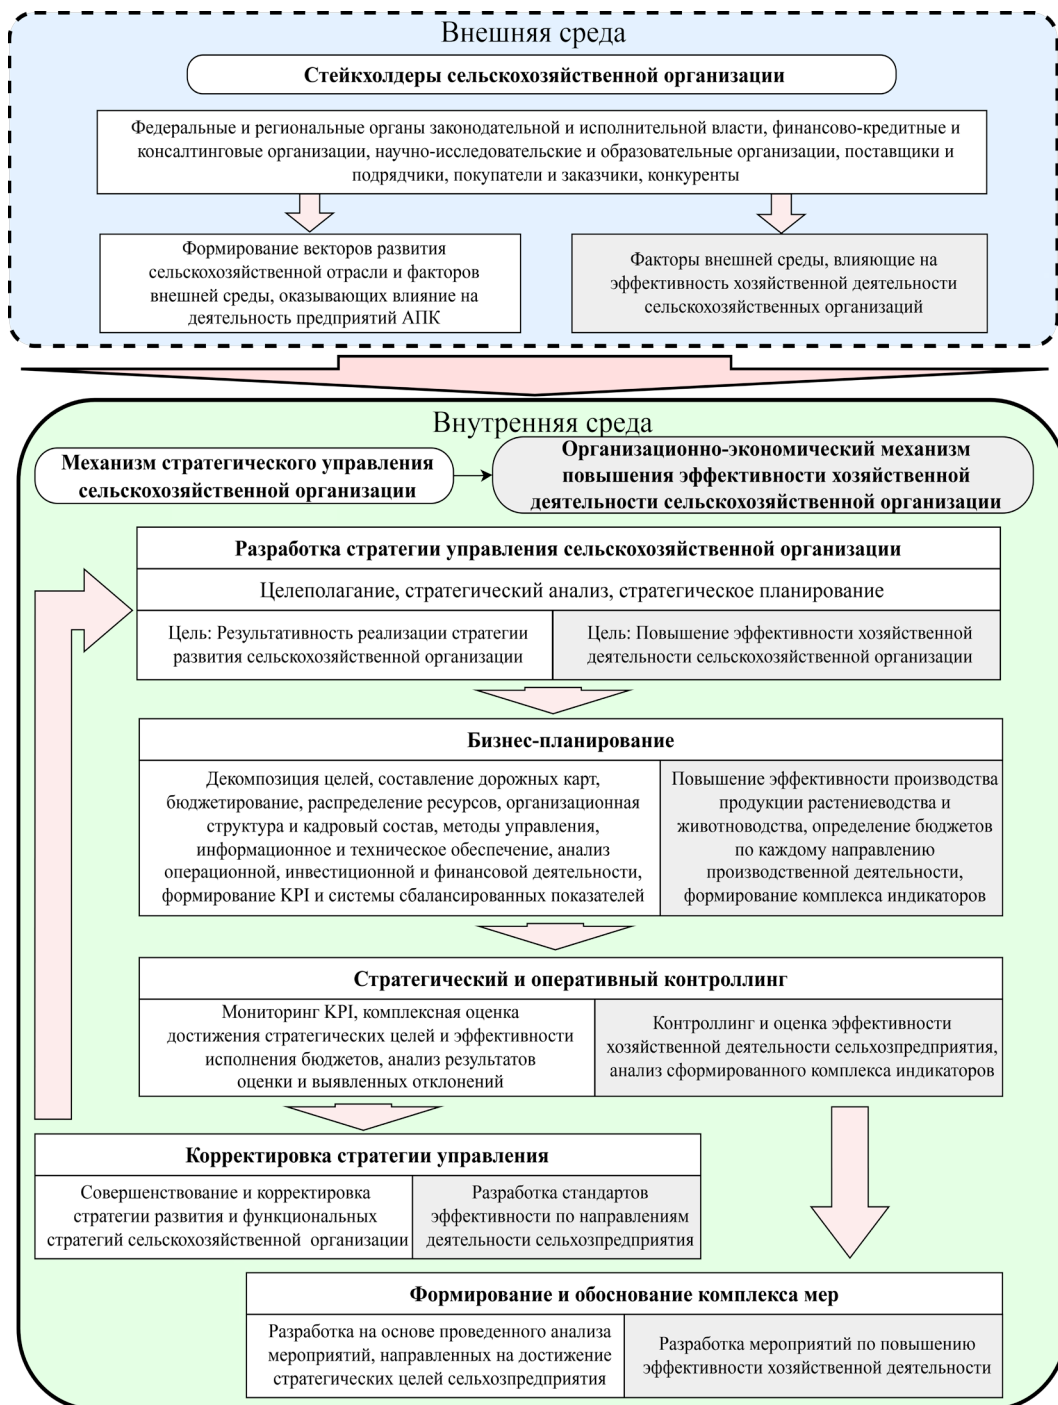 Внешняя среда
Стейкхолдеры сельскохозяйственной организации
Федеральные и региональные органы законодательной и исполнительной власти, финансово-кредитные и
консалтинговые организации, научно-исследовательские и образовательные организации, поставщики и
подрядчики, покупатели и заказчики, конкуренты
Формирование векторов развития
сельскохозяйственной отрасли и факторов
внешней среды, оказывающих влияние на
деятельность предприятий АПК
Факторы внешней среды, влияющие на
эффективность хозяйственной деятельности
сельскохозяйственных организаций
Внутренняя среда
Механизм стратегического управления
сельскохозяйственной организации
Организационно-экономический механизм
повышения эффективности хозяйственной
деятельности сельскохозяйственной организации
Разработка стратегии управления сельскохозяйственной организации
Целеполагание, стратегический анализ, стратегическое планирование
Цель: Результативность реализации стратегии
развития сельскохозяйственной организации
Цель: Повышение эффективности хозяйственной
деятельности сельскохозяйственной организации
Бизнес-планирование
Декомпозиция целей, составление дорожных карт,
бюджетирование, распределение ресурсов, организационная
структура и кадровый состав, методы управления,
информационное и техническое обеспечение, анализ
операционной, инвестиционной и финансовой деятельности,
формирование KPI и системы сбалансированных показателей
Повышение эффективности производства
продукции растениеводства и
животноводства, определение бюджетов
по каждому направлению
производственной деятельности,
формирование комплекса индикаторов
Стратегический и оперативный контроллинг
Мониторинг KPI, комплексная оценка
достижения стратегических целей и эффективности
исполнения бюджетов, анализ результатов
оценки и выявленных отклонений
Контроллинг и оценка эффективности
хозяйственной деятельности сельхозпредприятия,
анализ сформированного комплекса индикаторов
Корректировка стратегии управления
Совершенствование и корректировка
стратегии развития и функциональных
стратегий сельскохозяйственной организации
Разработка стандартов
эффективности по направлениям
деятельности сельхозпредприятия
Формирование и обоснование комплекса мер
Разработка на основе проведенного анализа
мероприятий, направленных на достижение
стратегических целей сельхозпредприятия
Разработка мероприятий по повышению
эффективности хозяйственной деятельности